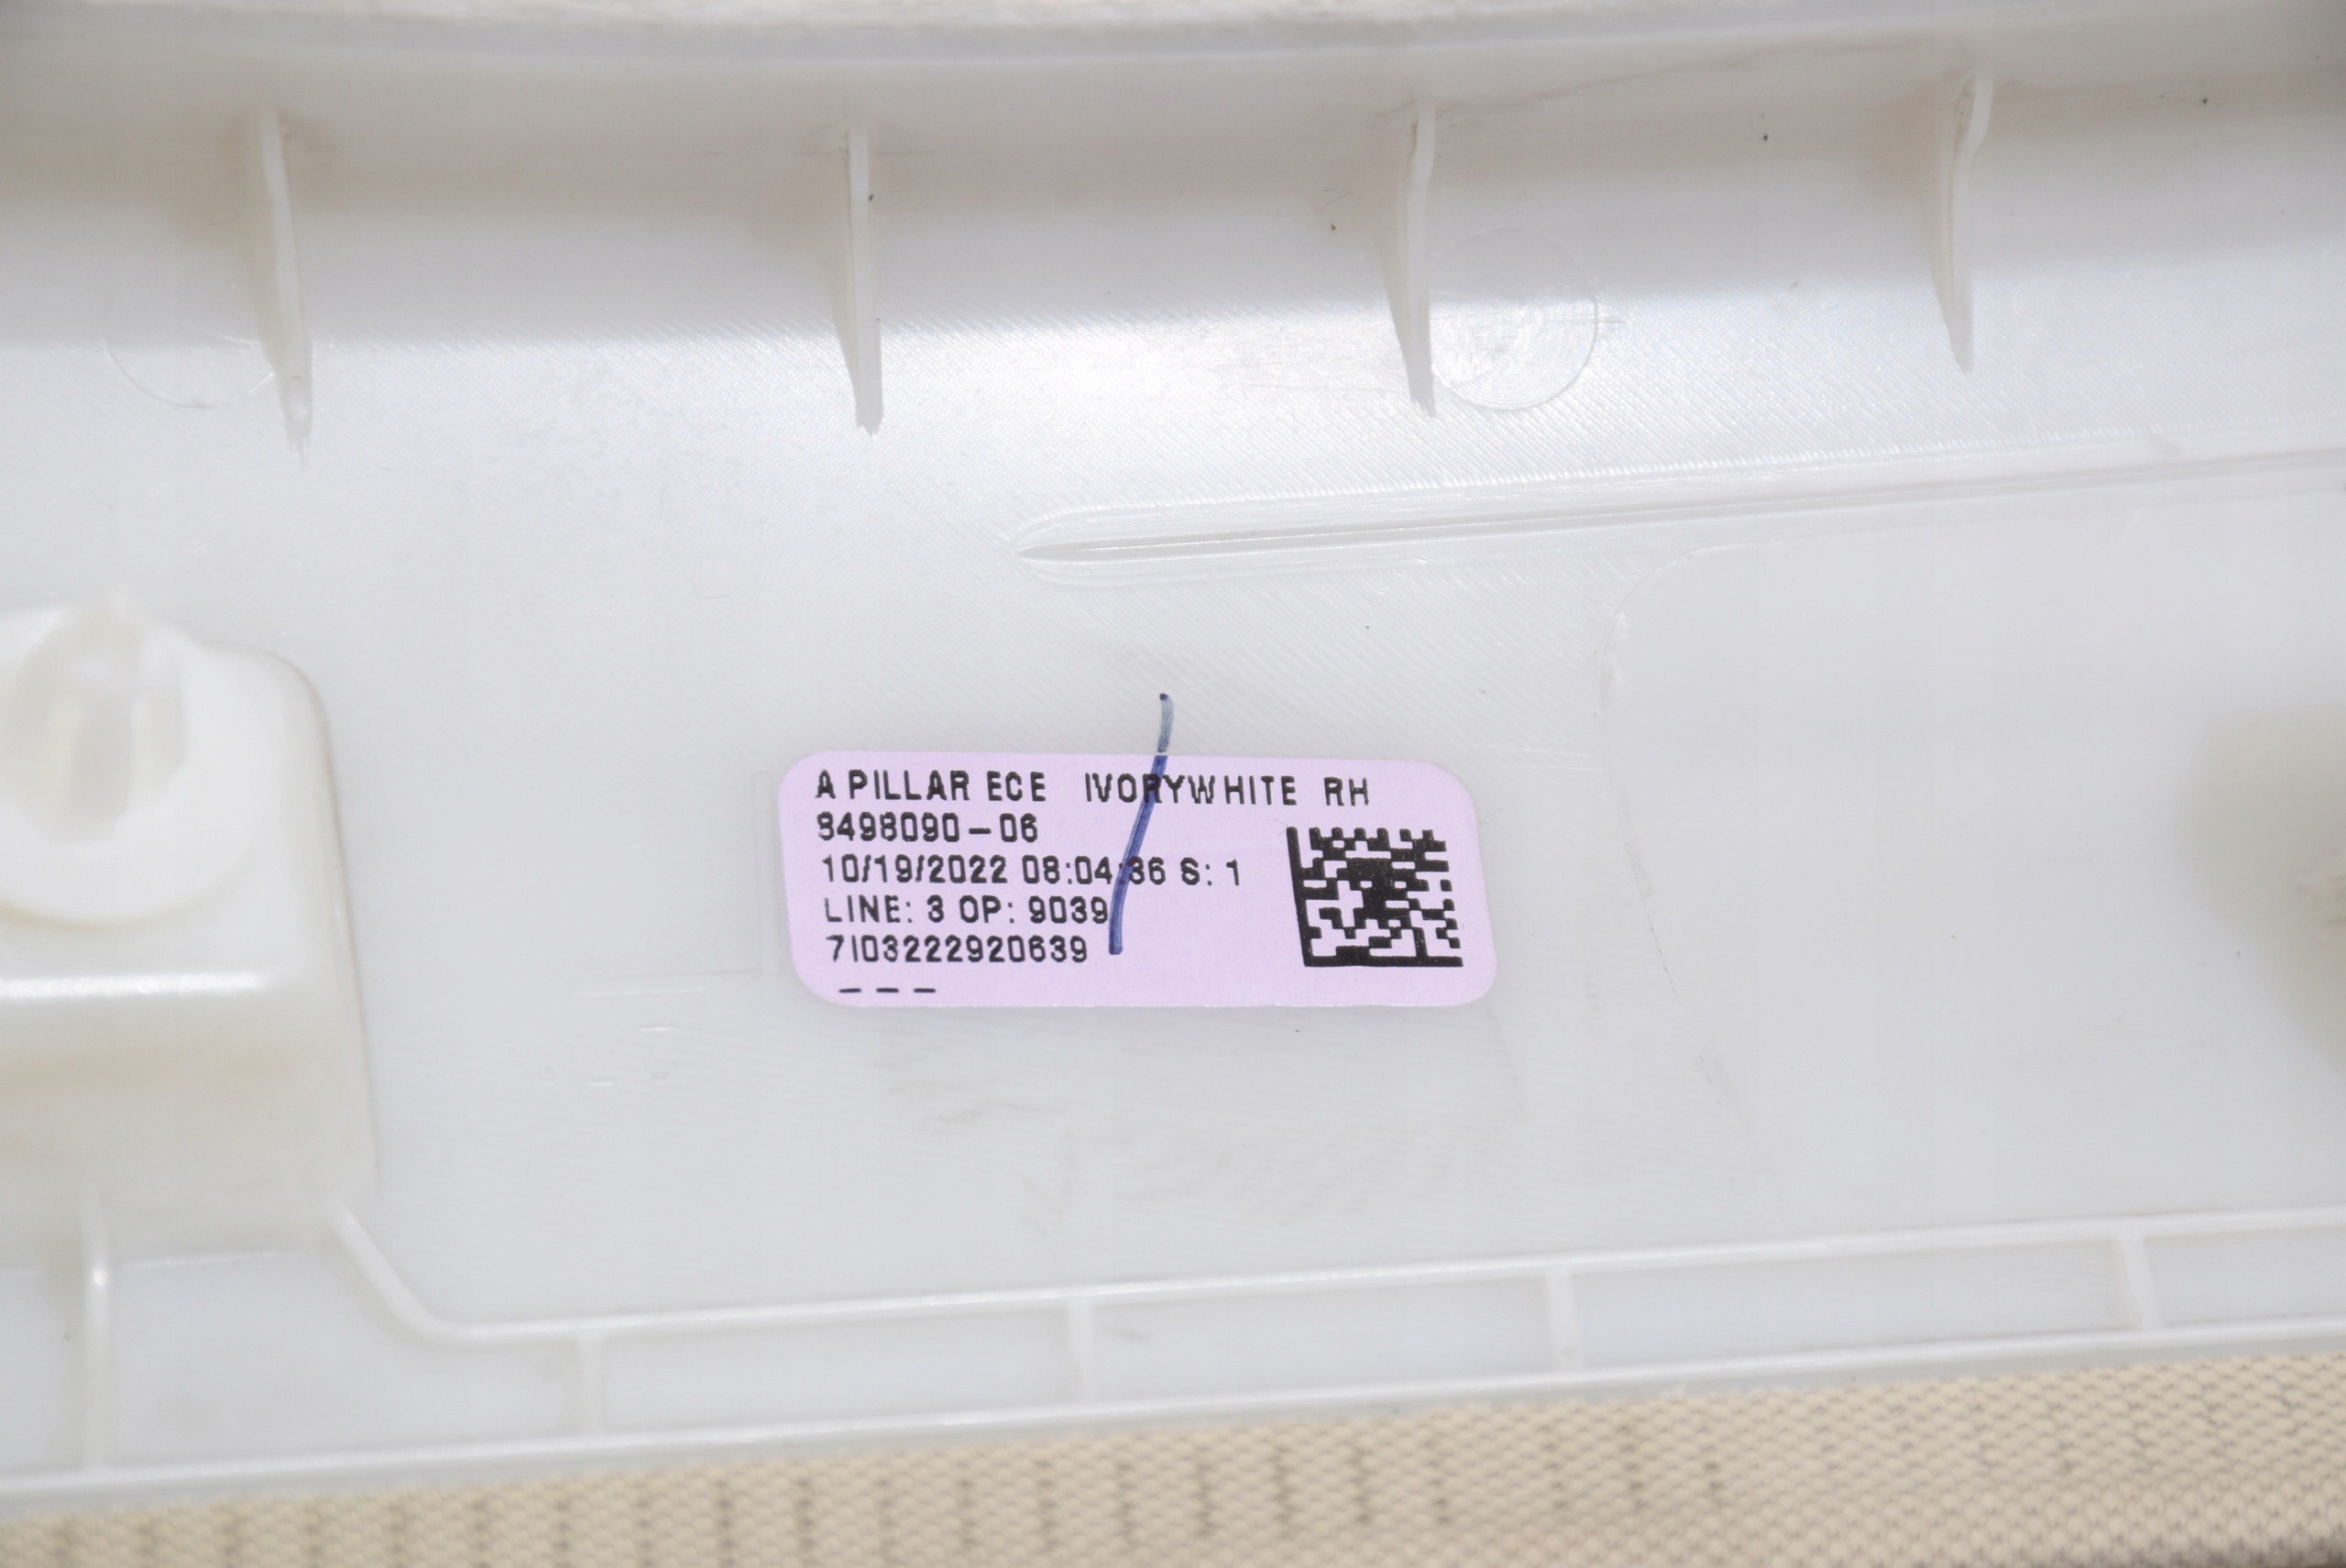 A PILLAR ECE IVORYWHITE RH
9498090-06
10/19/2022 08:04:36 S: 1
LINE: 3 OP: 9039
7103222920639
---